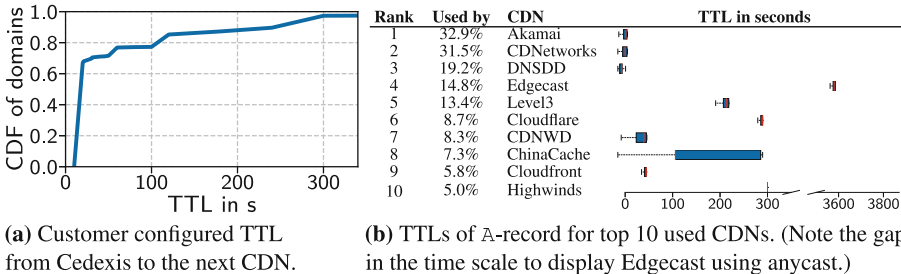 CDF of domains
1.0
0.8
0.6
0.4
0.2
0.0
0 100 200 300
TTL in s
(a) Customer configured TTL
from Cedexis to the next CDN.
Rank Used by CDN TTL in seconds
1 32.9% Akamai
2 31.5% CDNetworks
3 19.2% DNSDD
4 14.8% Edgecast
5 13.4% Level3
6 8.7% Cloudflare
7 8.3% CDNWD
8 7.3% ChinaCache
9 5.8% Cloudfront
10 5.0% Highwinds
0 100 200 300 3600 3800
(b) TTLs of A-record for top 10 used CDNs. (Note the gap
in the time scale to display Edgecast using anycast.)